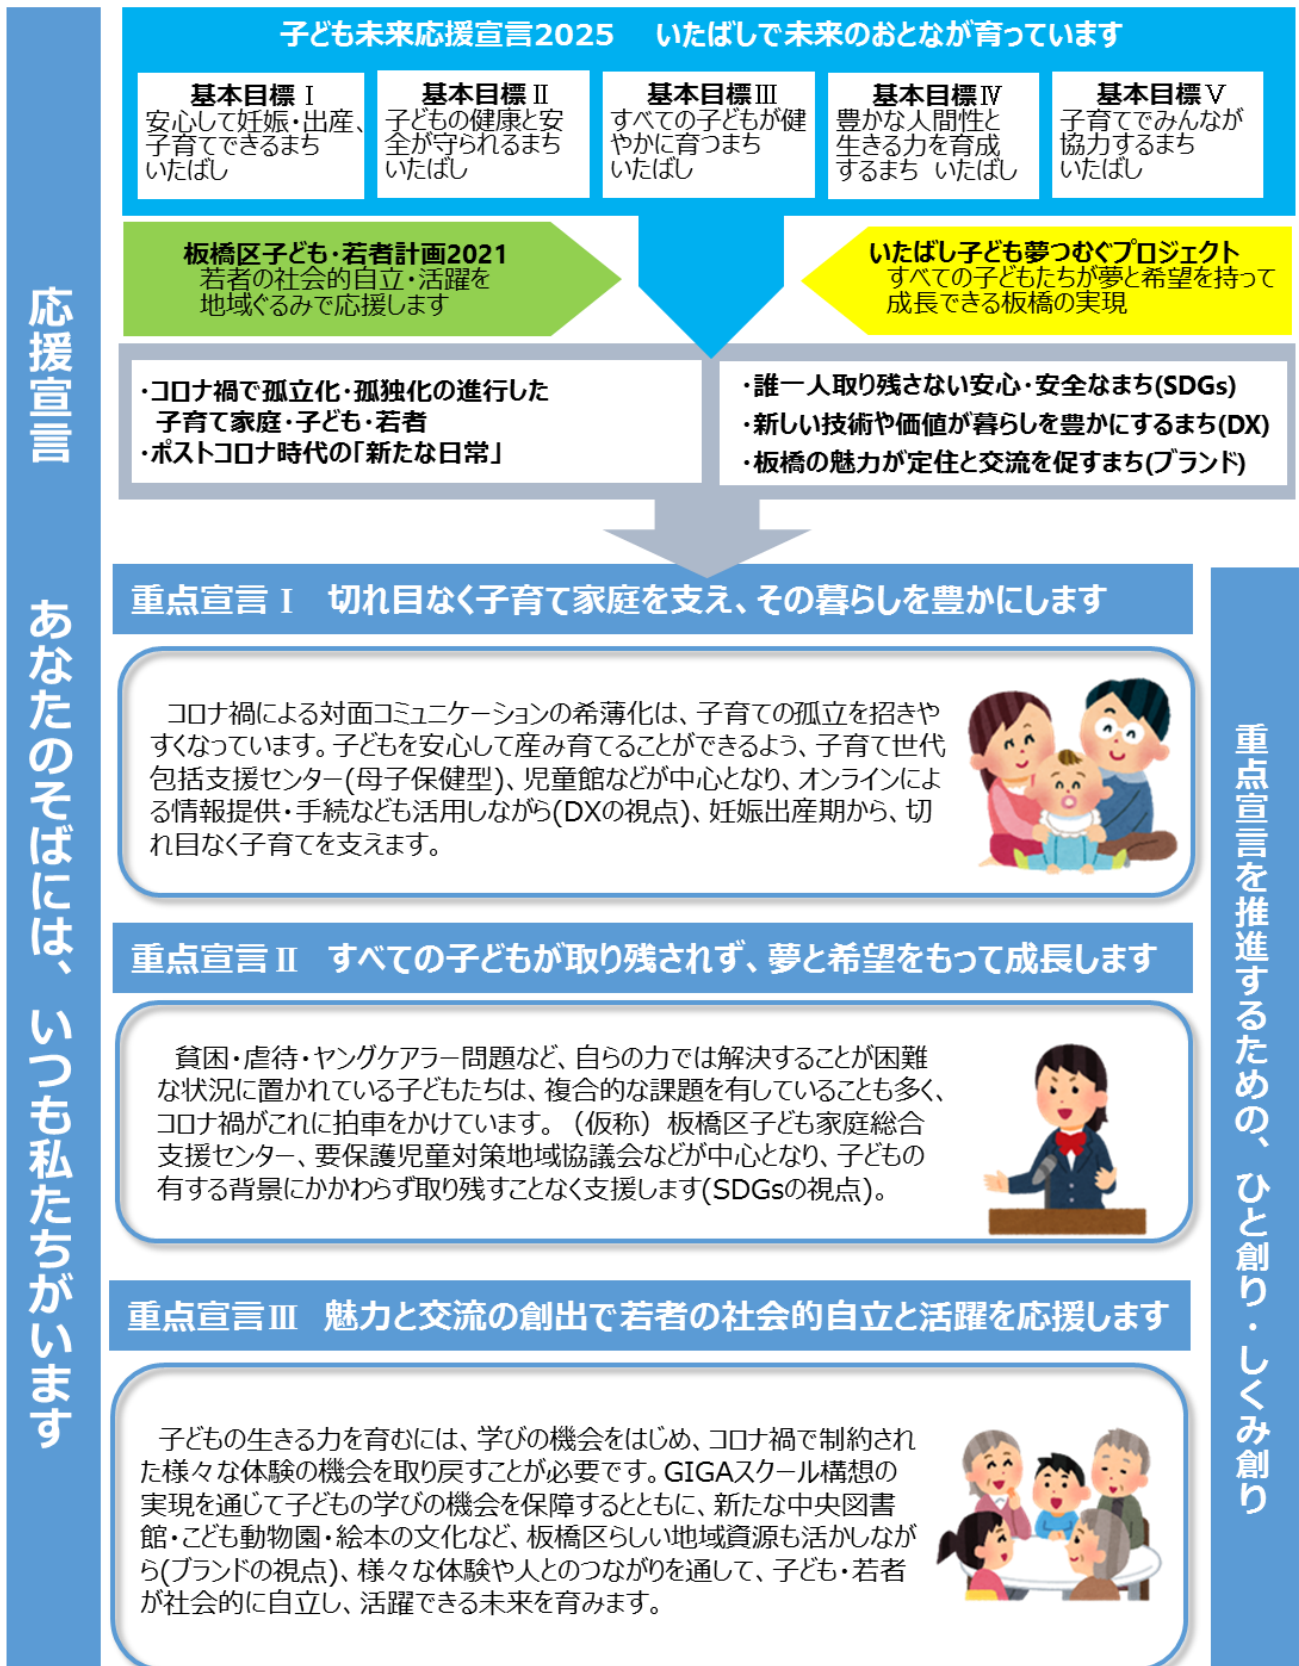 子ども未来応援宣言2025　いたばしで未来のおとなが育っています
基本目標Ⅰ
安心して妊娠・出産、
子育てできるまち
いたばし
基本目標Ⅱ
子どもの健康と安
全が守られるまち
いたばし
基本目標Ⅲ
すべての子どもが健
やかに育つまち
いたばし
基本目標Ⅳ
豊かな人間性と
生きる力を育成
するまち　いたばし
基本目標Ⅴ
子育てでみんなが
協力するまち
いたばし
板橋区子ども・若者計画2021
若者の社会的自立・活躍を
地域ぐるみで応援します
いたばし子ども夢つむぐプロジェクト
すべての子どもたちが夢と希望を持って
成長できる板橋の実現
・コロナ禍で孤立化・孤独化の進行した
子育て家庭・子ども・若者
・ポストコロナ時代の「新たな日常」
・誰一人取り残さない安心・安全なまち(SDGs)
・新しい技術や価値が暮らしを豊かにするまち(DX)
・板橋の魅力が定住と交流を促すまち(ブランド)
応援宣言　あなたのそばには、いつも私たちがいます
重点宣言Ⅰ　切れ目なく子育て家庭を支え、その暮らしを豊かにします
コロナ禍による対面コミュニケーションの希薄化は、子育ての孤立を招きや
すくなっています。子どもを安心して産み育てることができるよう、子育て世代
包括支援センター(母子保健型)、児童館などが中心となり、オンラインによ
る情報提供・手続なども活用しながら(DXの視点)、妊娠出産期から、切
れ目なく子育てを支えます。
重点宣言Ⅱ　すべての子どもが取り残されず、夢と希望をもって成長します
貧困・虐待・ヤングケアラー問題など、自らの力では解決することが困難
な状況に置かれている子どもたちは、複合的な課題を有していることも多く、
コロナ禍がこれに拍車をかけています。（仮称）板橋区子ども家庭総合
支援センター、要保護児童対策地域協議会などが中心となり、子どもの
有する背景にかかわらず取り残すことなく支援します(SDGsの視点)。
重点宣言Ⅲ　魅力と交流の創出で若者の社会的自立と活躍を応援します
子どもの生きる力を育むには、学びの機会をはじめ、コロナ禍で制約され
た様々な体験の機会を取り戻すことが必要です。GIGAスクール構想の
実現を通じて子どもの学びの機会を保障するとともに、新たな中央図書
館・こども動物園・絵本の文化など、板橋区らしい地域資源も活かしなが
ら(ブランドの視点)、様々な体験や人とのつながりを通して、子ども・若者
が社会的に自立し、活躍できる未来を育みます。
重点宣言を推進するための、ひと創り・しくみ創り